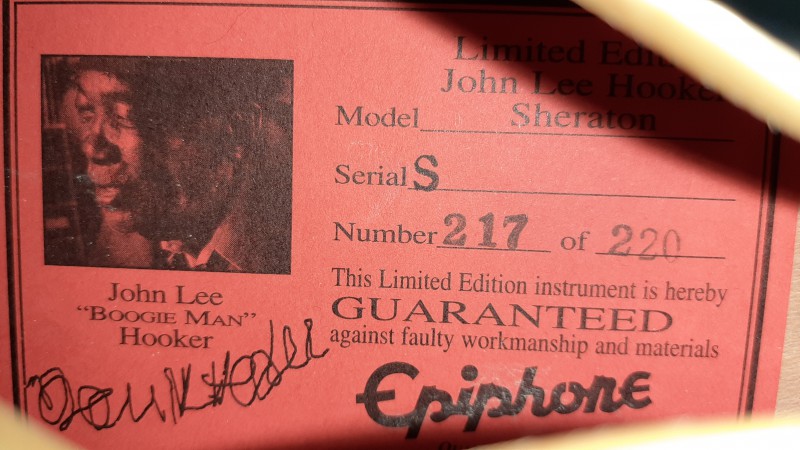 Limited Edi
John Lee Hooker
Model Sheraton
Serial S
Number 217 of 220
This Limited Edition instrument is hereby
GUARANTEED
against faulty workmanship and materials
Epiphone
John Lee
"BOOGIE MAN"
Hooker